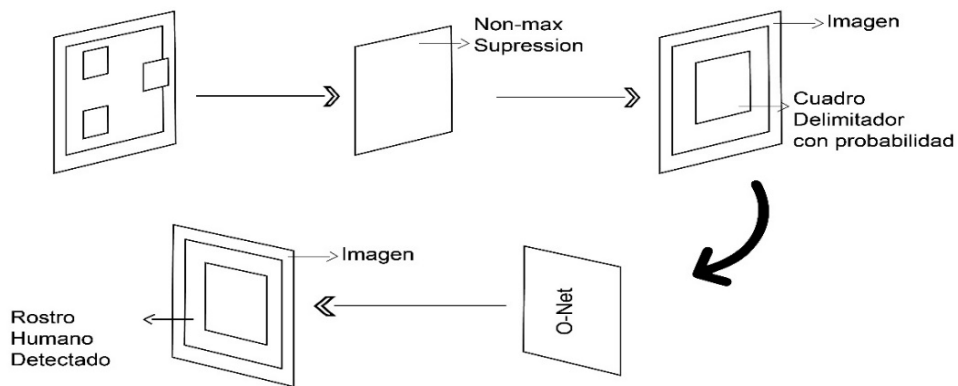 Non-max
Supression
Imagen
Cuadro
Delimitador
con probabilidad
Imagen
O-Net
Rostro
Humano
Detectado